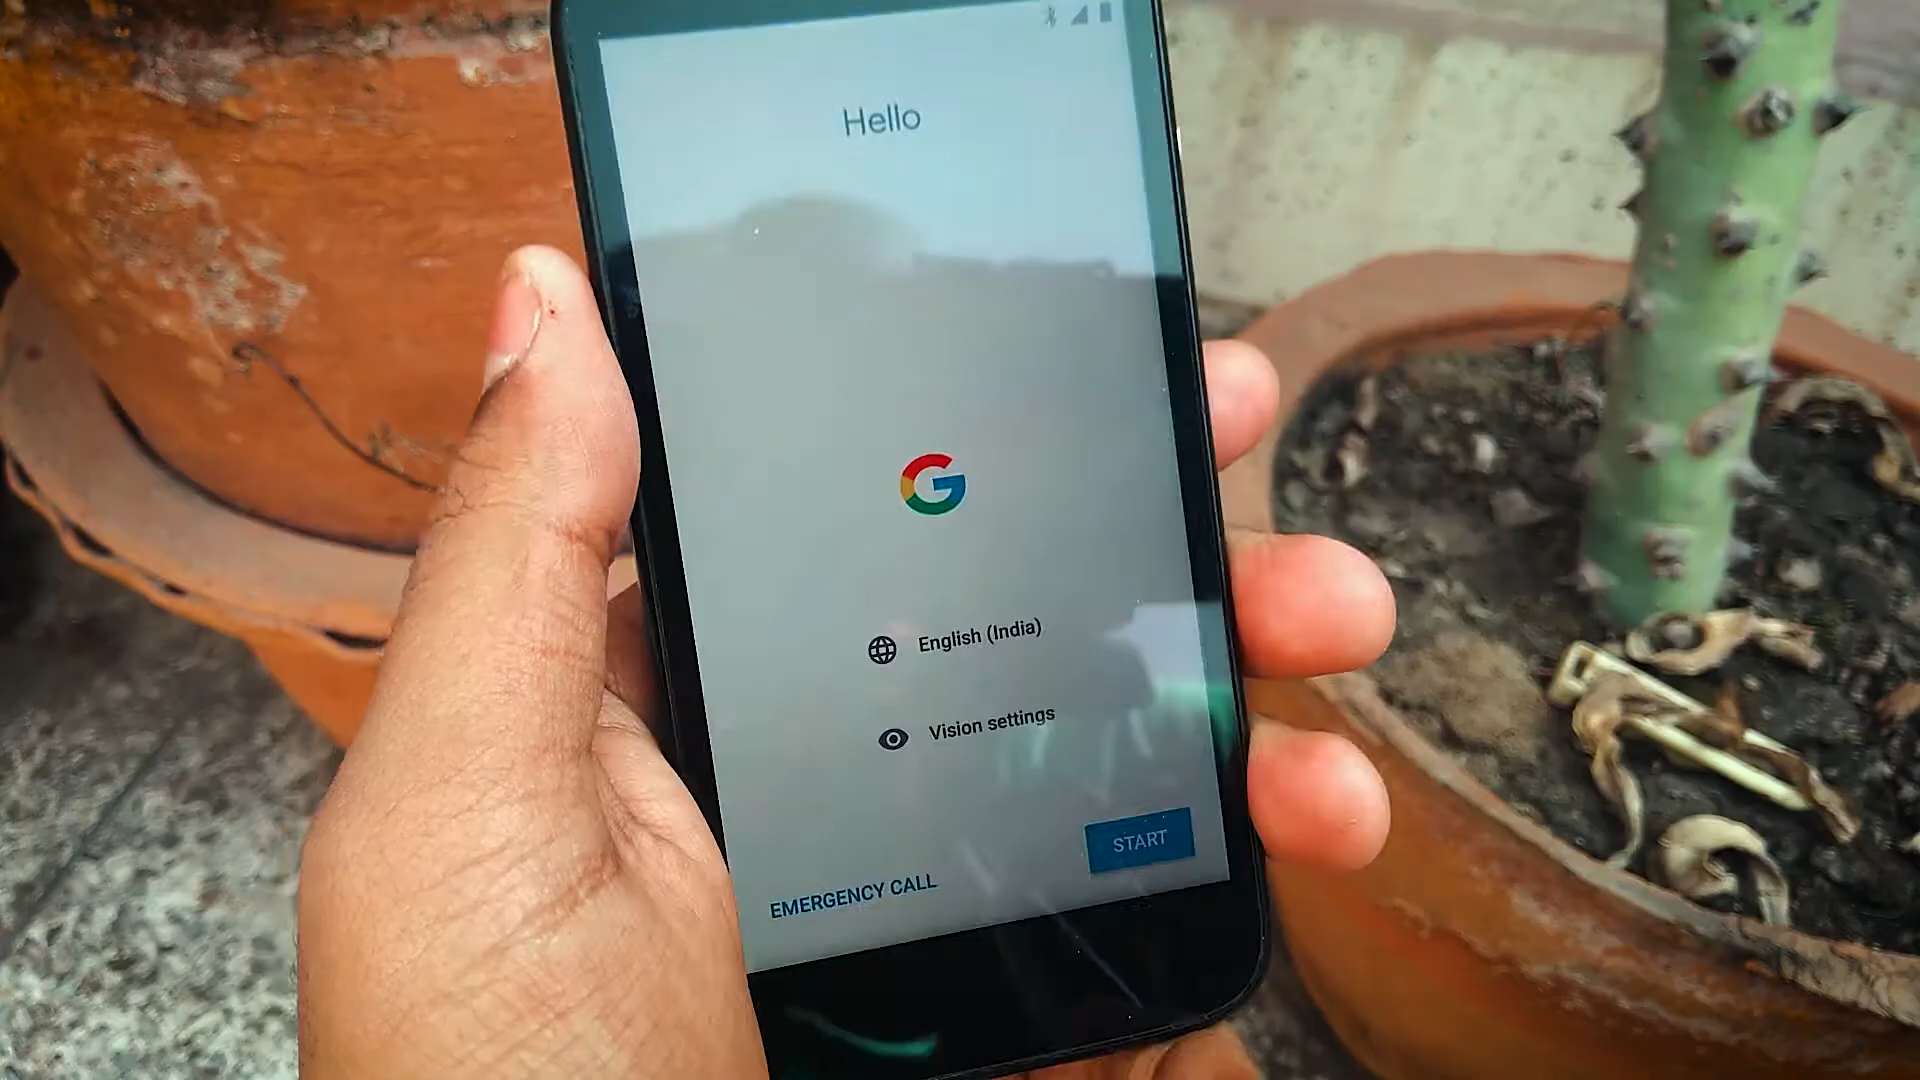 Hello
English (India)
Vision settings
START
EMERGENCY CALL